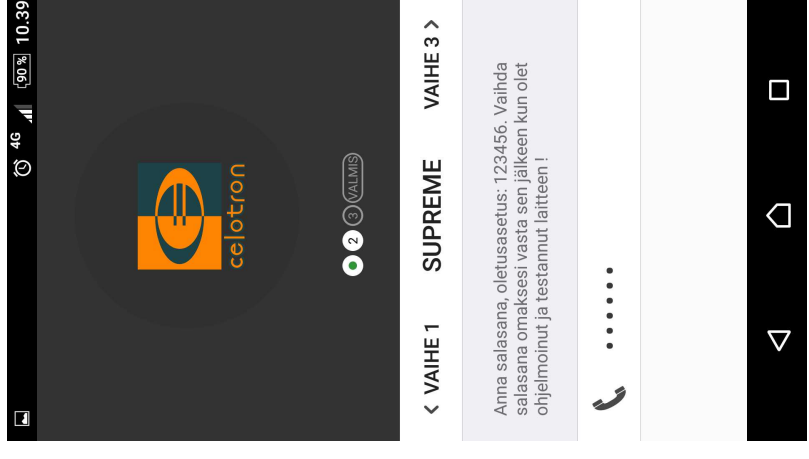 4G 90 % 10.39
celotron
2 3 VALMIS
< VAIHE 1 SUPREME VAIHE 3 >
Anna salasana, oletusasetus: 123456. Vaihda
salasana omaksesi vasta sen jälkeen kun olet
ohjelmoinut ja testannut laitteen !